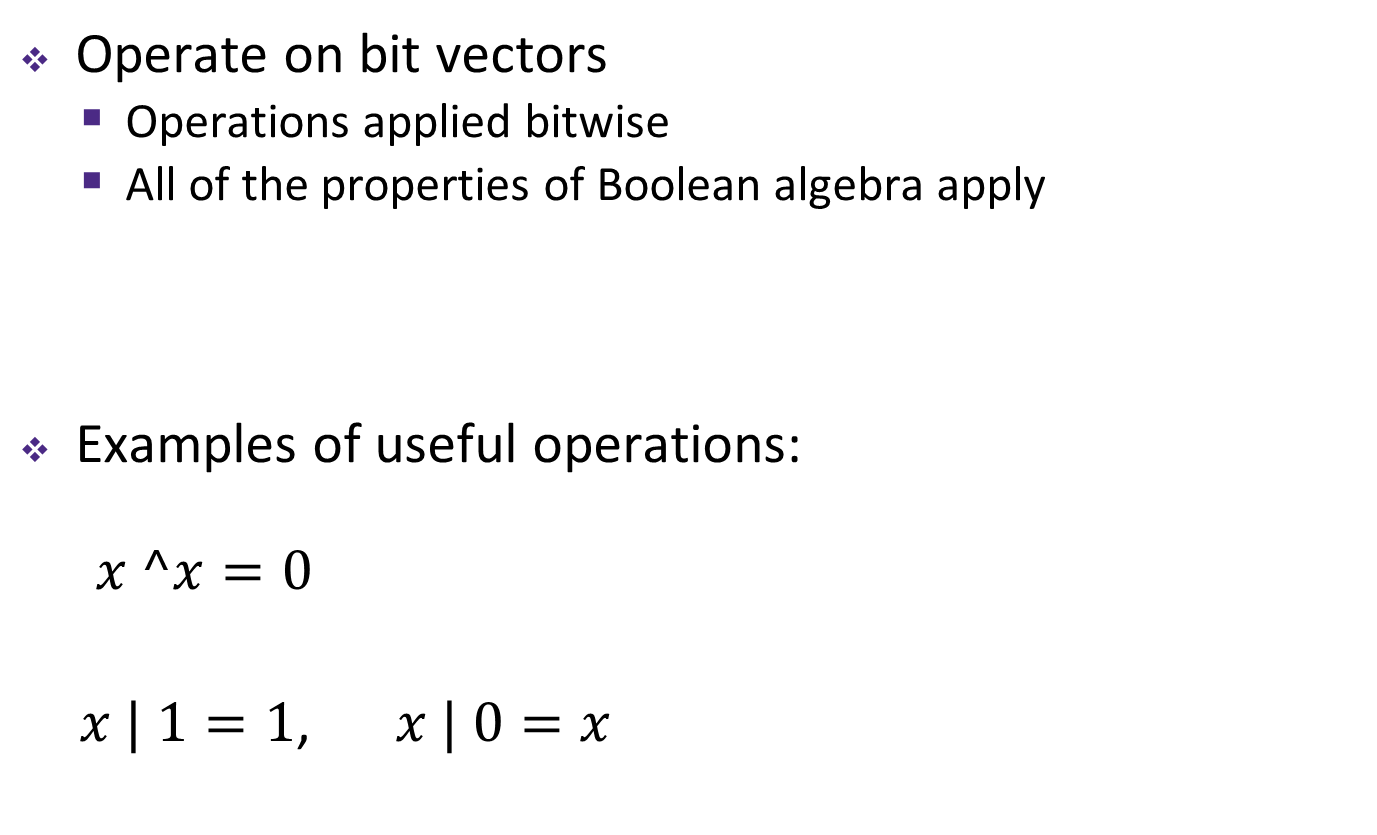 ❖ Operate on bit vectors
▪ Operations applied bitwise
▪ All of the properties of Boolean algebra apply
❖ Examples of useful operations:
x ^x = 0
x | 1 = 1, x | 0 = x